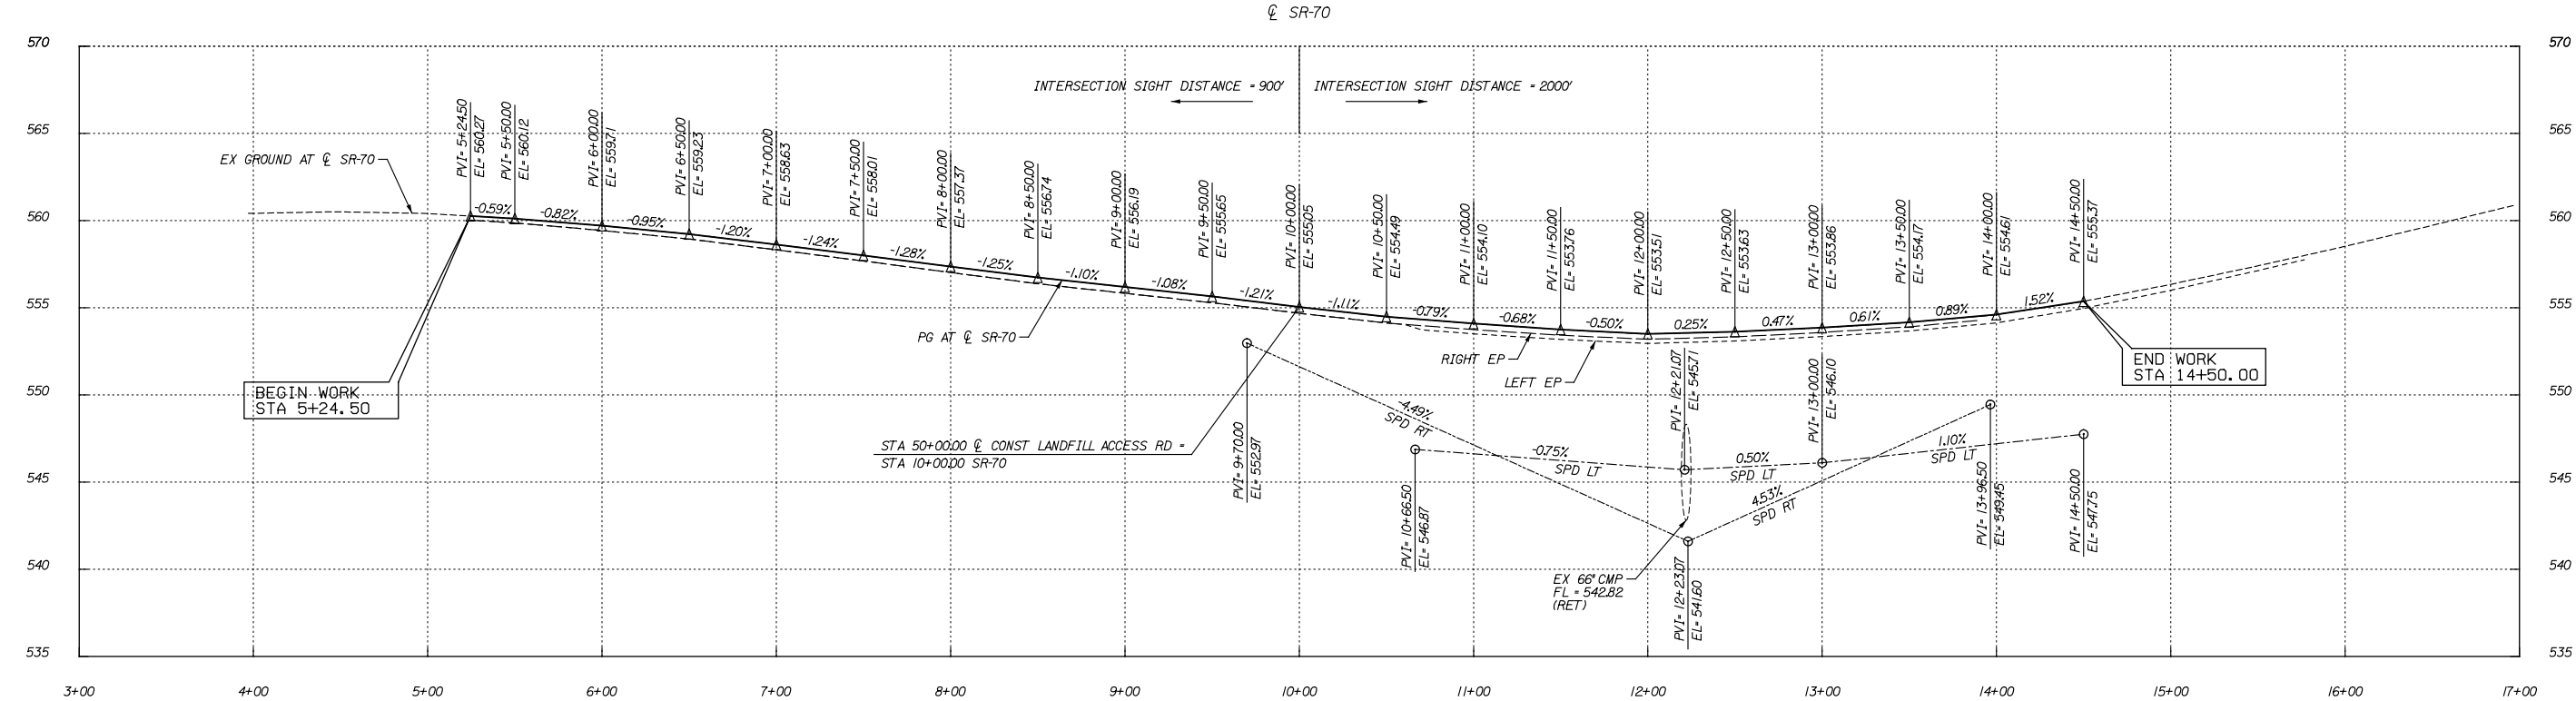 ℄ SR-70
570
570
INTERSECTION SIGHT DISTANCE = 900'
INTERSECTION SIGHT DISTANCE = 2000'
565
565
EX GROUND AT ℄ SR-70
PVI= 5+24.50
EL= 560.27
PVI= 5+50.00
EL= 560.12
PVI= 6+00.00
EL= 559.71
PVI= 6+50.00
EL= 559.23
PVI= 7+00.00
EL= 558.63
PVI= 7+50.00
EL= 558.01
PVI= 8+00.00
EL= 557.37
PVI= 8+50.00
EL= 556.74
PVI= 9+00.00
EL= 556.19
PVI= 9+50.00
EL= 555.65
PVI= 10+00.00
EL= 555.05
PVI= 10+50.00
EL= 554.49
PVI= 11+00.00
EL= 554.10
PVI= 11+50.00
EL= 553.76
PVI= 12+00.00
EL= 553.51
PVI= 12+50.00
EL= 553.63
PVI= 13+00.00
EL= 553.86
PVI= 13+50.00
EL= 554.17
PVI= 14+00.00
EL= 554.61
PVI= 14+50.00
EL= 555.37
560
560
-0.59%
-0.82%
-0.95%
-1.20%
-1.24%
-1.28%
-1.25%
-1.10%
-1.08%
-1.21%
-1.11%
-0.79%
-0.68%
-0.50%
0.25%
0.47%
0.61%
0.89%
1.52%
555
555
PG AT ℄ SR-70
RIGHT EP
LEFT EP
BEGIN WORK
STA 5+24.50
END WORK
STA 14+50.00
550
550
STA 50+00.00 ℄ CONST LANDFILL ACCESS RD =
STA 10+00.00 SR-70
PVI= 9+70.00
EL= 552.97
-4.49%
SPD RT
PVI= 10+66.50
EL= 546.87
-0.75%
SPD LT
PVI= 12+21.07
EL= 545.71
0.50%
SPD LT
PVI= 13+00.00
EL= 546.10
4.53%
SPD RT
1.10%
SPD LT
PVI= 13+96.50
EL= 549.45
PVI= 14+50.00
EL= 547.75
545
545
EX 66" CMP
FL = 542.82
(RET)
PVI= 12+23.07
EL= 541.60
540
540
535
535
3+00
4+00
5+00
6+00
7+00
8+00
9+00
10+00
11+00
12+00
13+00
14+00
15+00
16+00
17+00